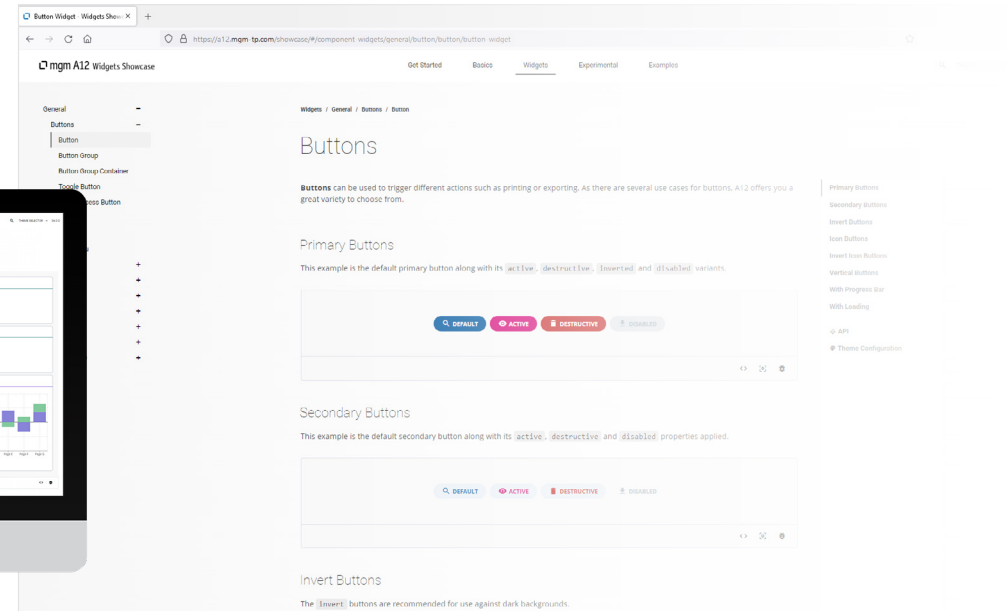 Button Widget - Widgets Show
https://a12.mgm-tp.com/showcase/#/component-widgets/general/button/button/button-widget
mgm A12 Widgets Showcase
Get Started
Basics
Widgets
Experimental
Examples
General
Buttons
Button
Button Group
Button Group Container
Toggle Button
ess Button
Widgets / General / Buttons / Button
Buttons
Buttons can be used to trigger different actions such as printing or exporting. As there are several use cases for buttons, A12 offers you a
great variety to choose from.
Primary Buttons
This example is the default primary button along with its active, destructive, inverted and disabled variants.
DEFAULT
ACTIVE
DESTRUCTIVE
DISABLED
Secondary Buttons
This example is the default secondary button along with its active, destructive and disabled properties applied.
DEFAULT
ACTIVE
DESTRUCTIVE
DISABLED
Invert Buttons
The Invert buttons are recommended for use against dark backgrounds.
Primary Buttons
Secondary Buttons
Invert Buttons
Icon Buttons
Invert Icon Buttons
Vertical Buttons
With Progress Bar
With Loading
API
Theme Configuration